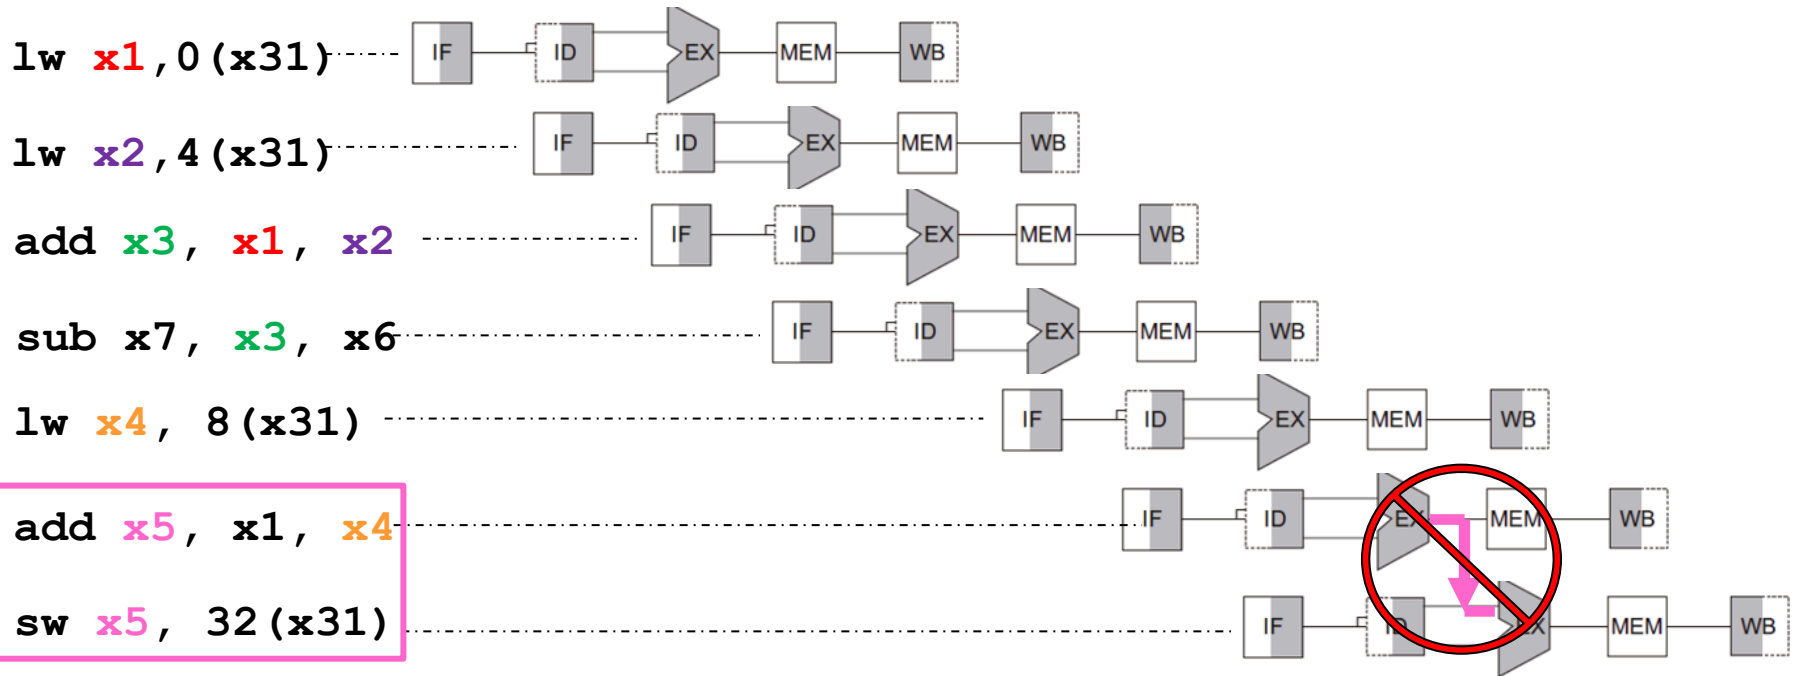 lw x1,0(x31) IF ID EX MEM WB
lw x2,4(x31) IF ID EX MEM WB
add x3, x1, x2 IF ID EX MEM WB
sub x7, x3, x6 IF ID EX MEM WB
lw x4, 8(x31) IF ID EX MEM WB
add x5, x1, x4 IF ID EX MEM WB
sw x5, 32(x31) IF ID EX MEM WB